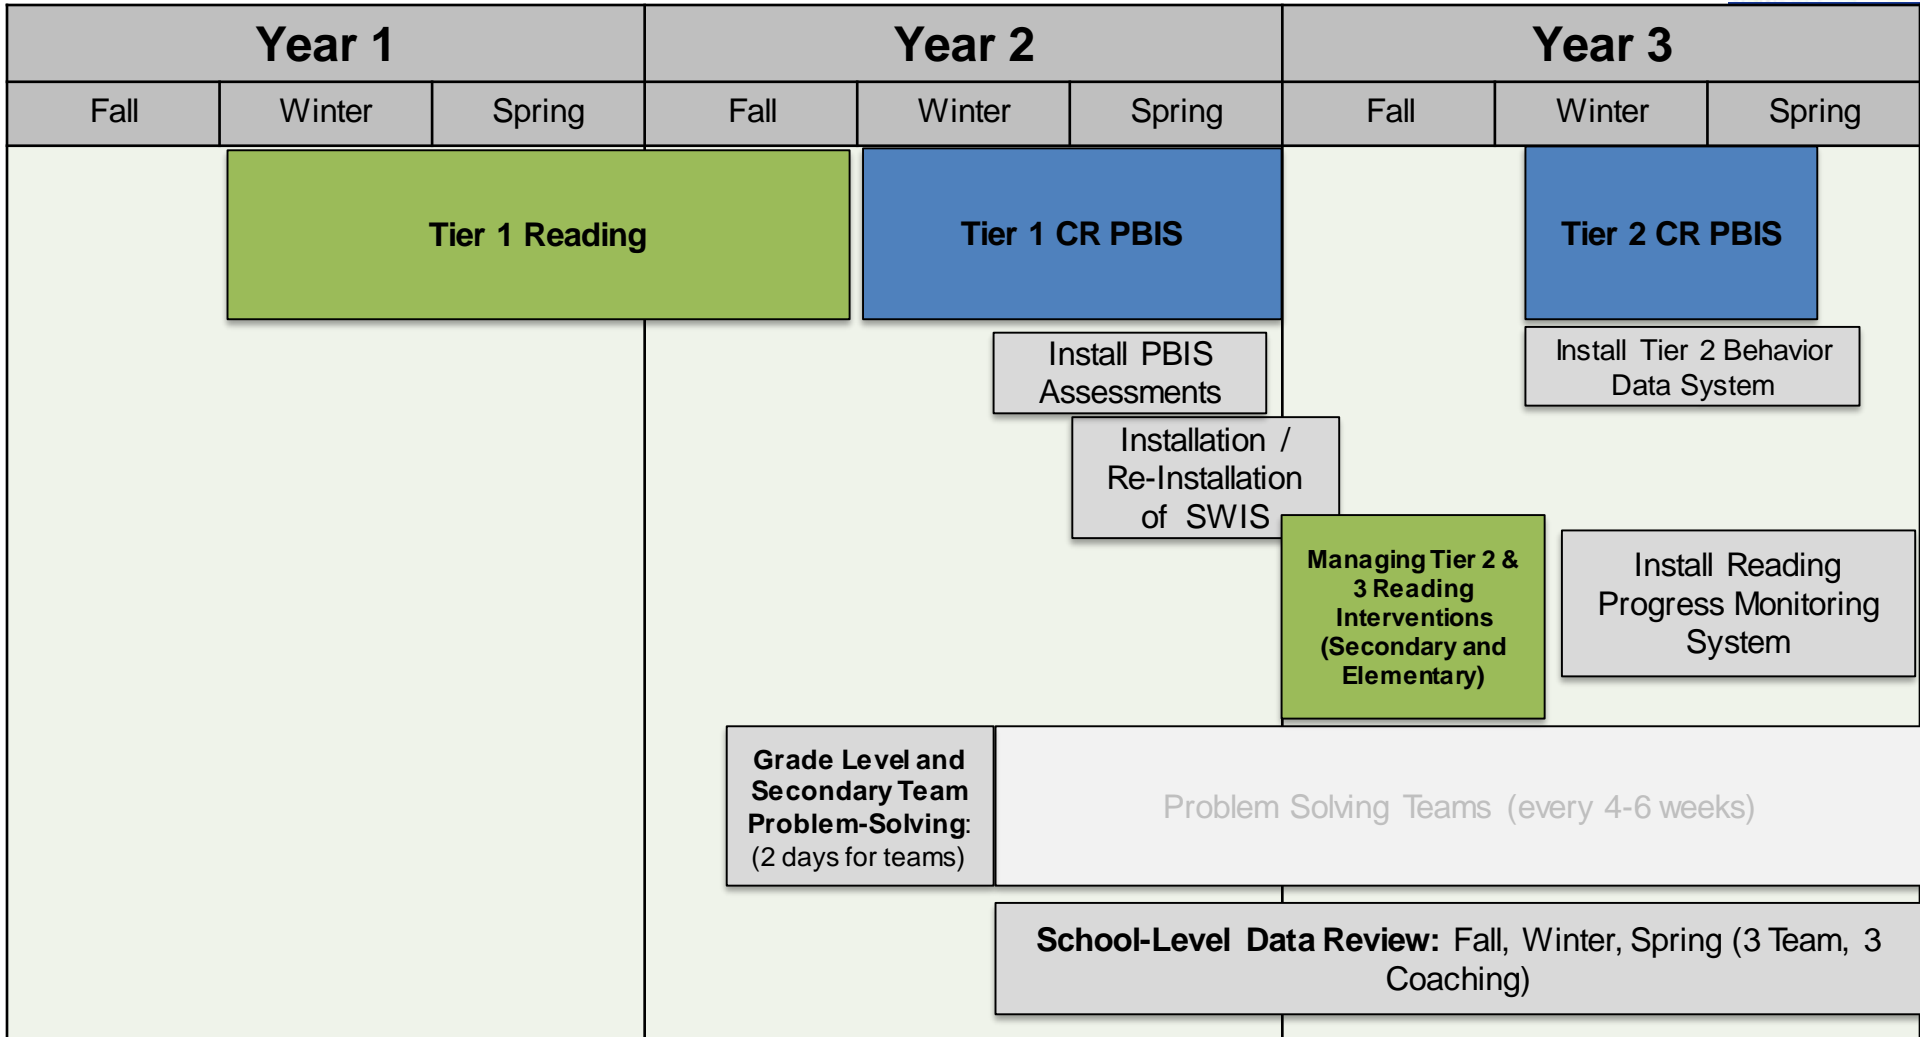 Year 1
Year 2
Year 3
Fall
Winter
Spring
Fall
Winter
Spring
Fall
Winter
Spring
Tier 1 Reading
Tier 1 CR PBIS
Tier 2 CR PBIS
Install PBIS
Assessments
Install Tier 2 Behavior
Data System
Installation /
Re-Installation
of SWIS
Managing Tier 2 &
3 Reading
Interventions
(Secondary and
Elementary)
Install Reading
Progress Monitoring
System
Grade Level and
Secondary Team
Problem-Solving:
(2 days for teams)
Problem Solving Teams (every 4-6 weeks)
School-Level Data Review: Fall, Winter, Spring (3 Team, 3
Coaching)